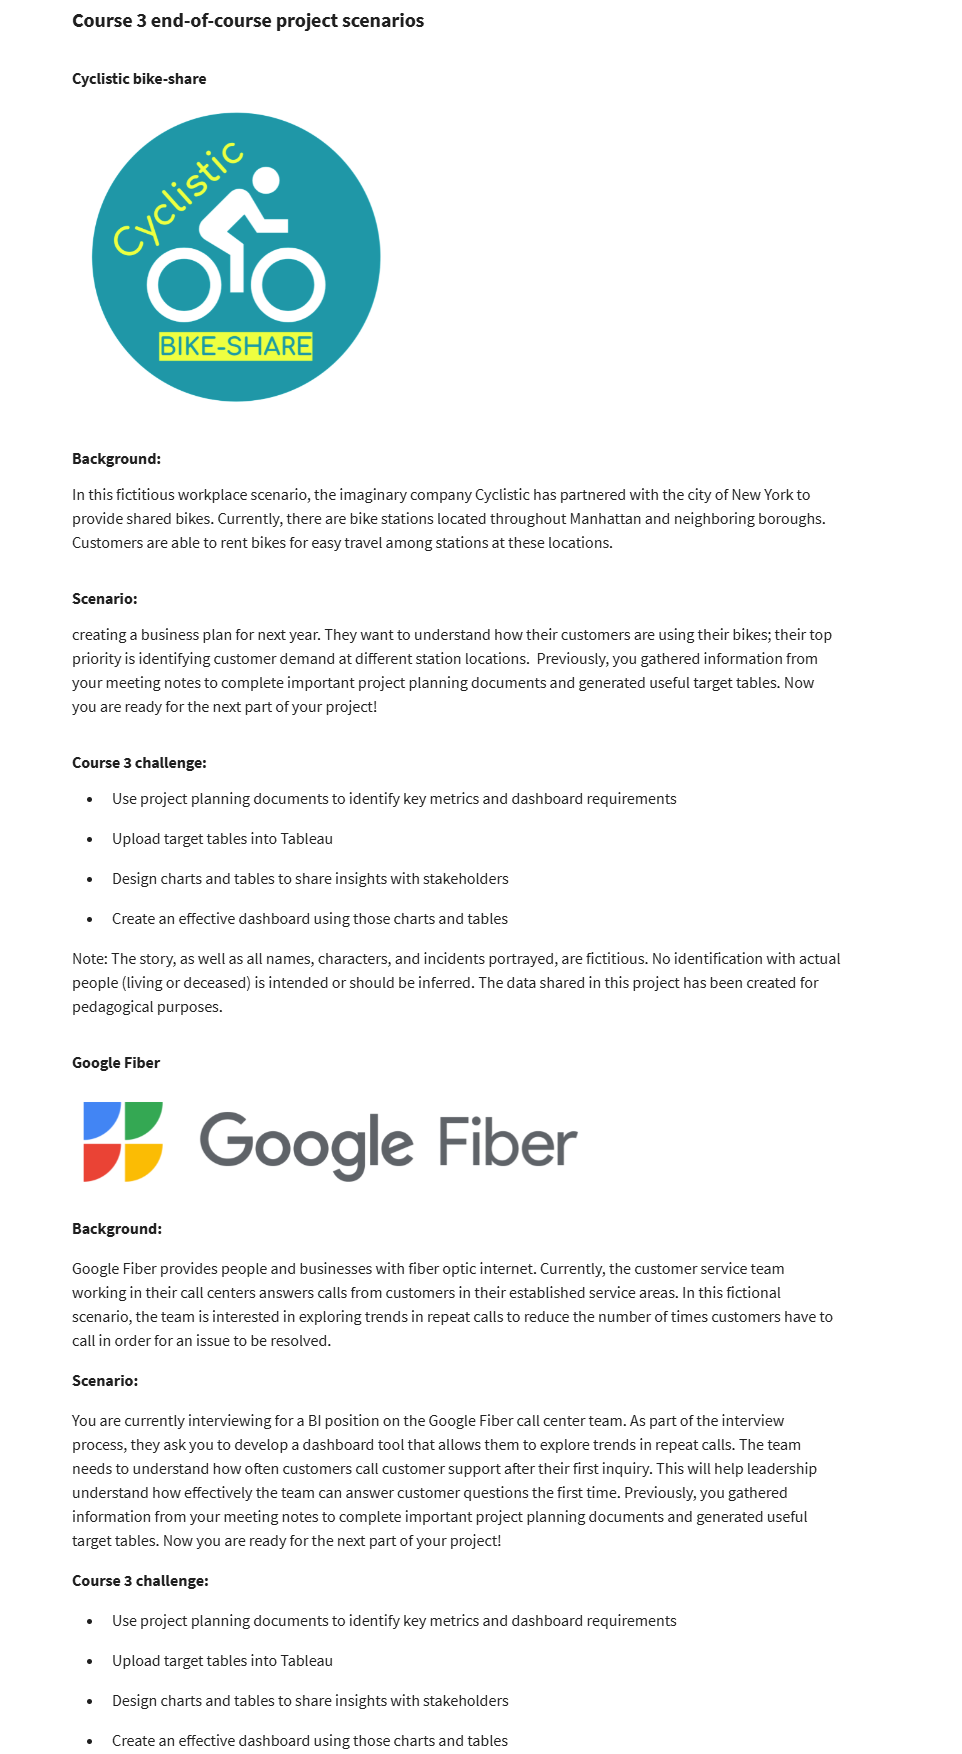 Course 3 end-of-course project scenarios
Cyclistic bike-share
Cyclistic
BIKE-SHARE
Background:
In this fictitious workplace scenario, the imaginary company Cyclistic has partnered with the city of New York to
provide shared bikes. Currently, there are bike stations located throughout Manhattan and neighboring boroughs.
Customers are able to rent bikes for easy travel among stations at these locations.
Scenario:
creating a business plan for next year. They want to understand how their customers are using their bikes; their top
priority is identifying customer demand at different station locations.  Previously, you gathered information from
your meeting notes to complete important project planning documents and generated useful target tables. Now
you are ready for the next part of your project!
Course 3 challenge:
• Use project planning documents to identify key metrics and dashboard requirements
• Upload target tables into Tableau
• Design charts and tables to share insights with stakeholders
• Create an effective dashboard using those charts and tables
Note: The story, as well as all names, characters, and incidents portrayed, are fictitious. No identification with actual
people (living or deceased) is intended or should be inferred. The data shared in this project has been created for
pedagogical purposes.
Google Fiber
Google Fiber
Background:
Google Fiber provides people and businesses with fiber optic internet. Currently, the customer service team
working in their call centers answers calls from customers in their established service areas. In this fictional
scenario, the team is interested in exploring trends in repeat calls to reduce the number of times customers have to
call in order for an issue to be resolved.
Scenario:
You are currently interviewing for a BI position on the Google Fiber call center team. As part of the interview
process, they ask you to develop a dashboard tool that allows them to explore trends in repeat calls. The team
needs to understand how often customers call customer support after their first inquiry. This will help leadership
understand how effectively the team can answer customer questions the first time. Previously, you gathered
information from your meeting notes to complete important project planning documents and generated useful
target tables. Now you are ready for the next part of your project!
Course 3 challenge:
• Use project planning documents to identify key metrics and dashboard requirements
• Upload target tables into Tableau
• Design charts and tables to share insights with stakeholders
• Create an effective dashboard using those charts and tables